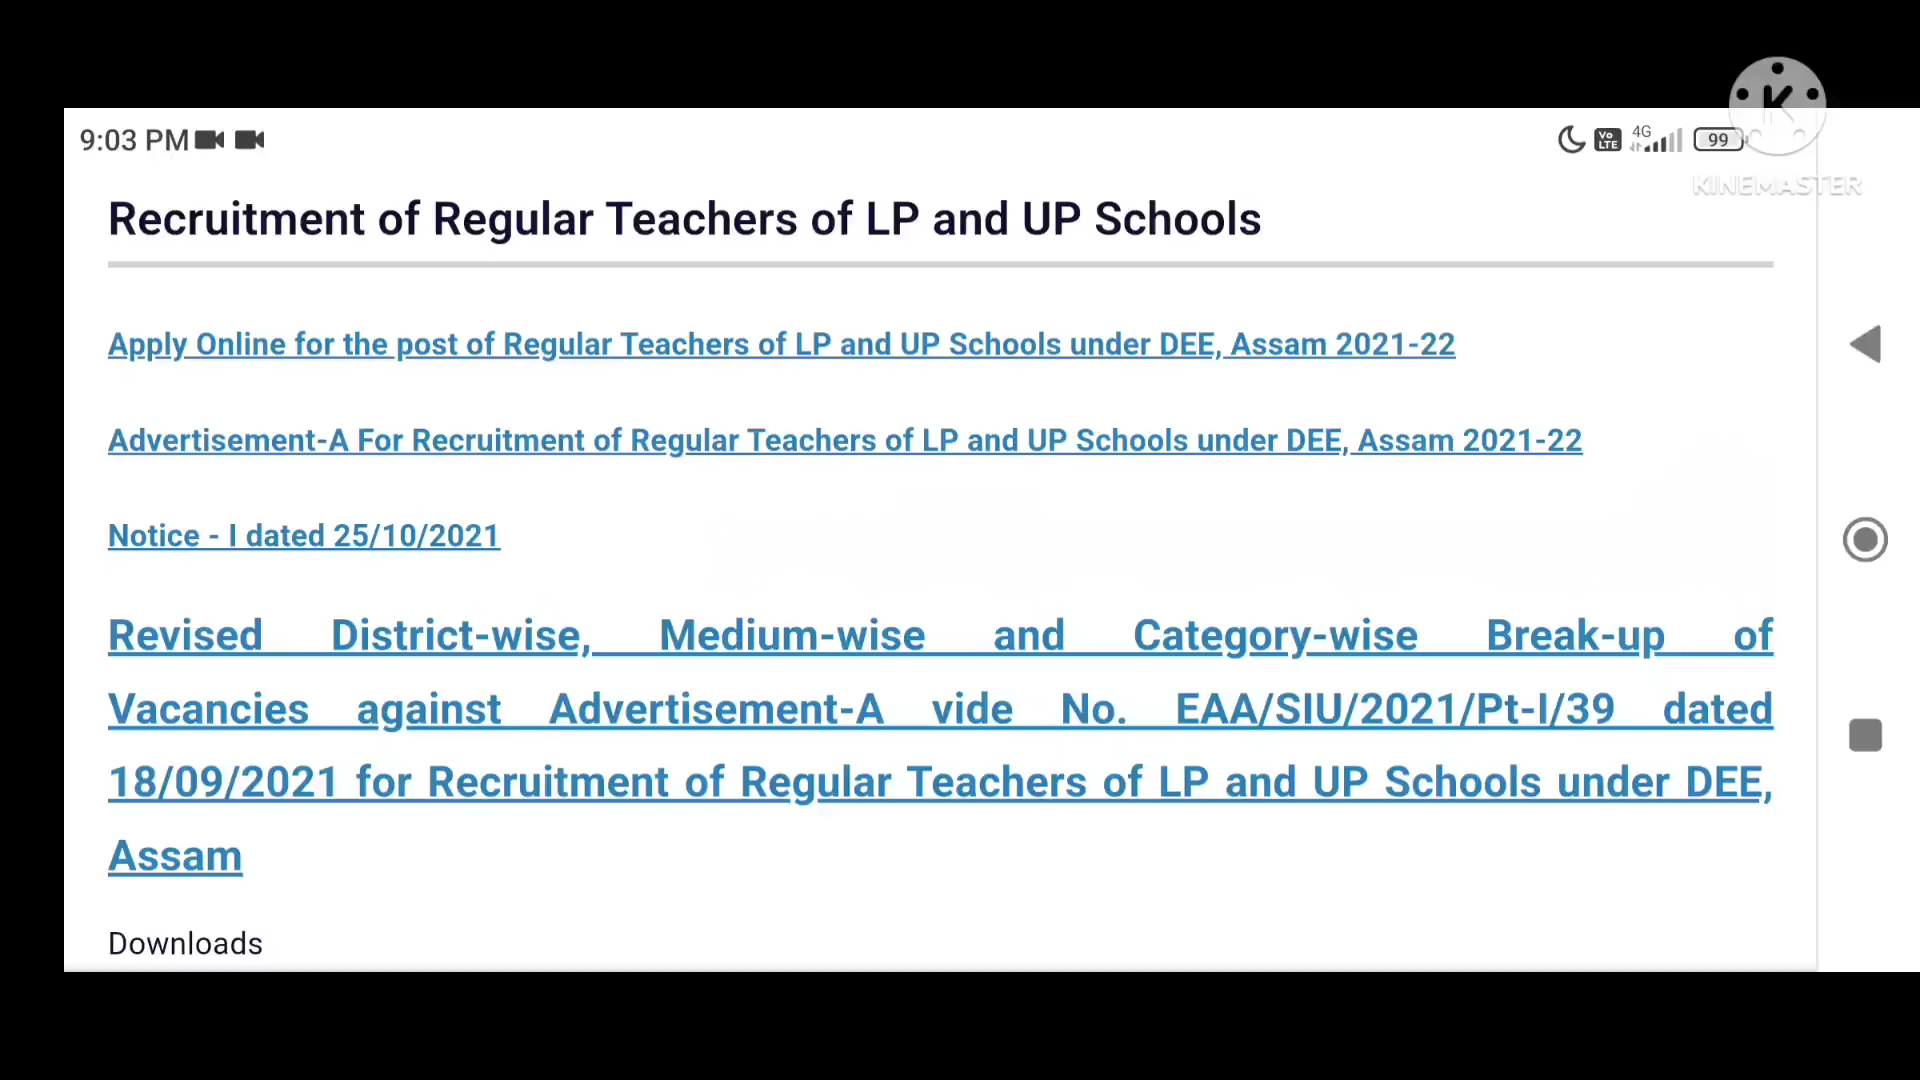 9:03 PM
Vo LTE
4G
99
KINEMASTER
Recruitment of Regular Teachers of LP and UP Schools
Apply Online for the post of Regular Teachers of LP and UP Schools under DEE, Assam 2021-22
Advertisement-A For Recruitment of Regular Teachers of LP and UP Schools under DEE, Assam 2021-22
Notice - I dated 25/10/2021
Revised District-wise, Medium-wise and Category-wise Break-up of
Vacancies against Advertisement-A vide No. EAA/SIU/2021/Pt-I/39 dated
18/09/2021 for Recruitment of Regular Teachers of LP and UP Schools under DEE,
Assam
Downloads